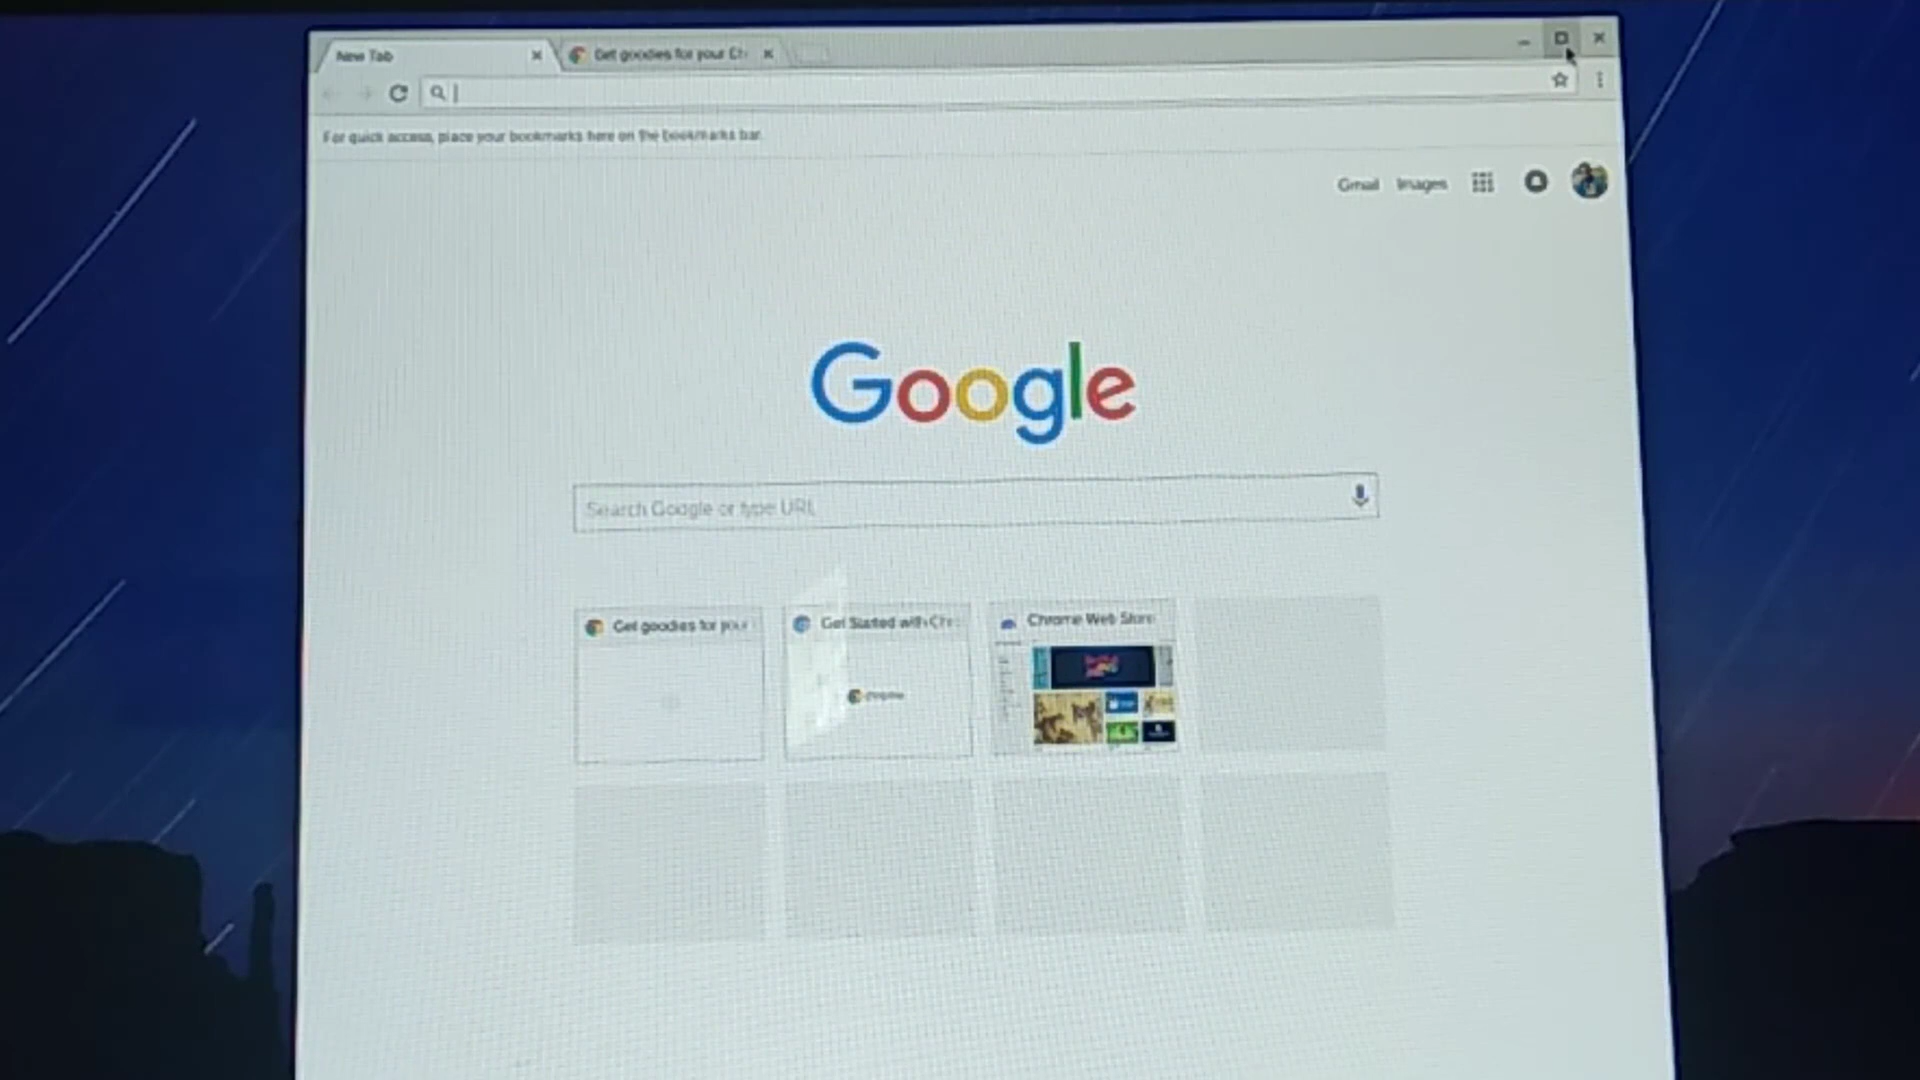 New Tab
Get goodies for your Ch
For quick access, place your bookmarks here on the bookmarks bar.
Gmail Images
Google
Search Google or type URL
Get goodies for your
Get Started with Chr
Chrome Web Store